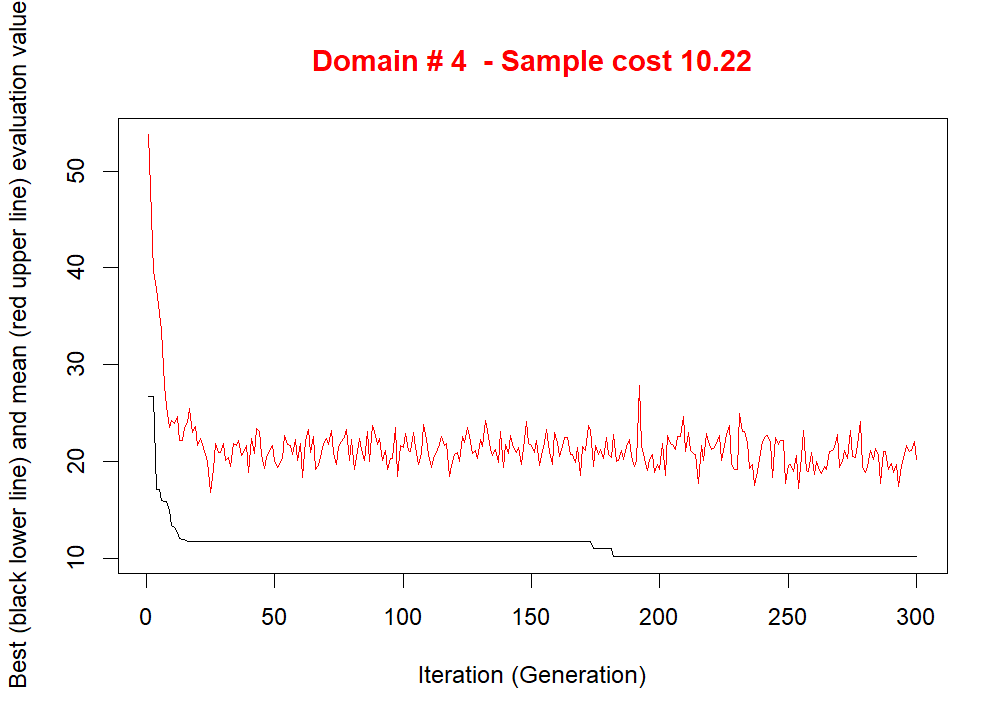 Domain # 4  - Sample cost 10.22
Best (black lower line) and mean (red upper line) evaluation value
50
40
30
20
10
0 50 100 150 200 250 300
Iteration (Generation)